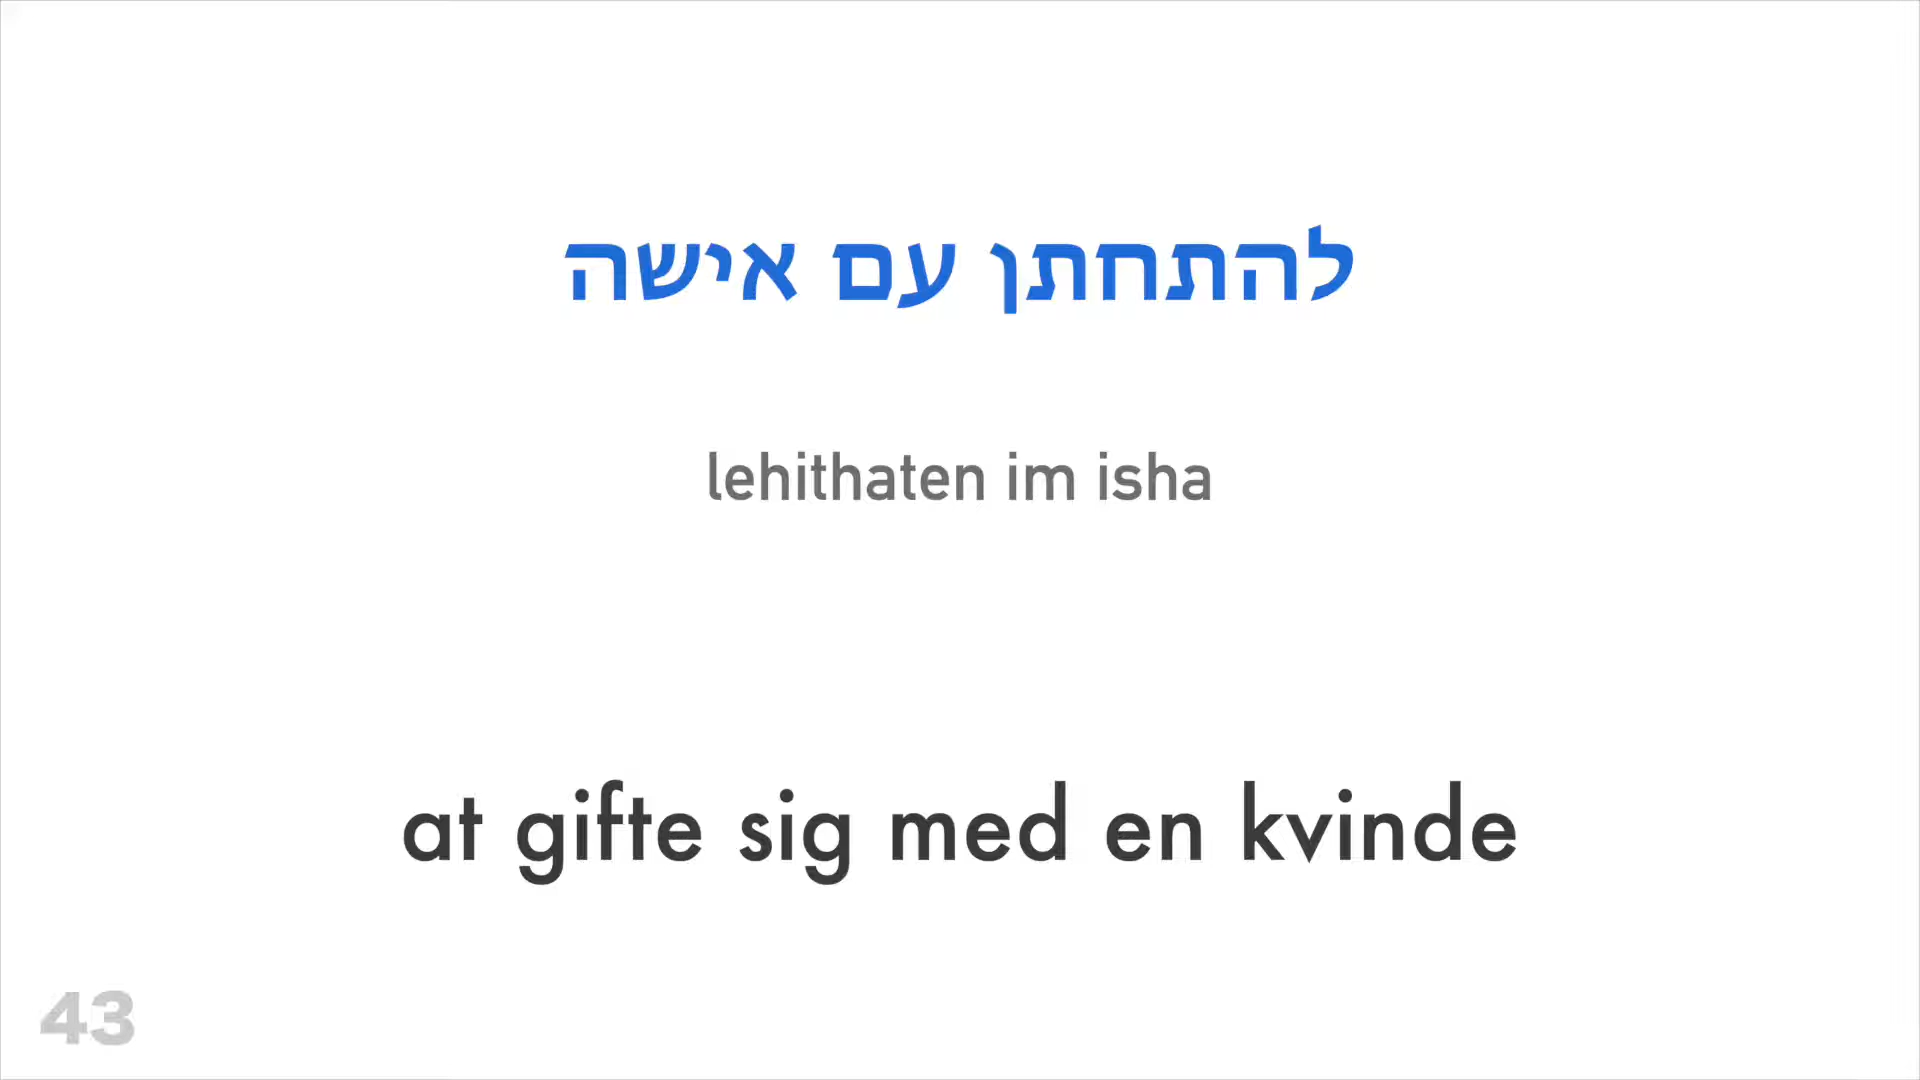 להתחתן עם אישה
lehithaten im isha
at gifte sig med en kvinde
43